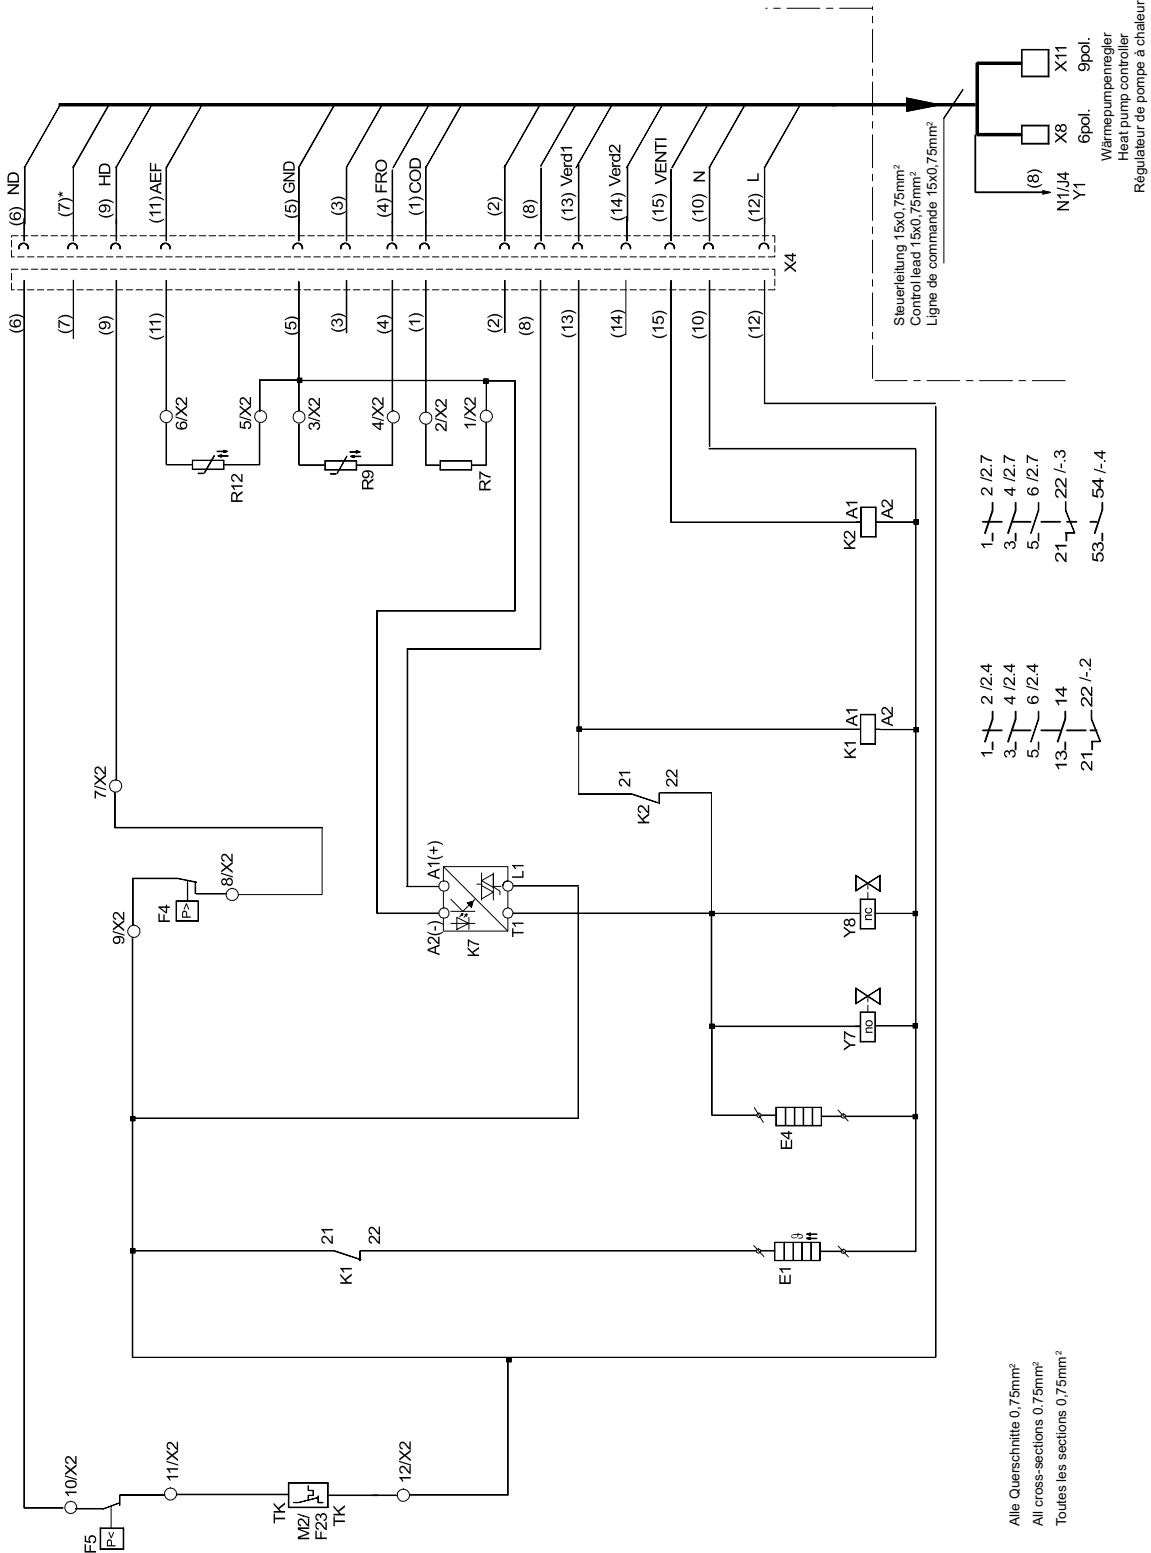 (6) ND
(7)*
(9) HD
(11) AEF
(5) GND
(3)
(4) FRO
(1) COD
(2)
(8)
(13) Verd1
(14) Verd2
(15) VENTI
(10) N
(12) L
X4
(6)
(7)
(9)
(11)
(5)
(3)
(4)
(1)
(2)
(8)
(13)
(14)
(15)
(10)
(12)
Steuerleitung 15x0,75mm²
Control lead 15x0,75mm²
Ligne de commande 15x0,75mm²
X11
9pol.
X8
6pol.
Wärmepumpenregler
Heat pump controller
Régulateur de pompe à chaleur
(8)
N1/J4
Y1
6/X2
5/X2
3/X2
4/X2
2/X2
1/X2
R12
R9
R7
K2
A1
A2
1 2 /2.7
3 4 /2.7
5 6 /2.7
21 22 /-.3
53 54 /-.4
K1
A1
A2
1 2 /2.4
3 4 /2.4
5 6 /2.4
13 14
21 22 /-.2
7/X2
8/X2
9/X2
F4
P>
21
22
K2
A1(+)
A2(-)
L1
T1
K7
Y8
nc
Y7
no
E4
21
22
K1
E1
ϑ
10/X2
F5
P<
11/X2
TK
M2/
F23
TK
12/X2
Alle Querschnitte 0,75mm²
All cross-sections 0.75mm²
Toutes les sections 0,75mm²